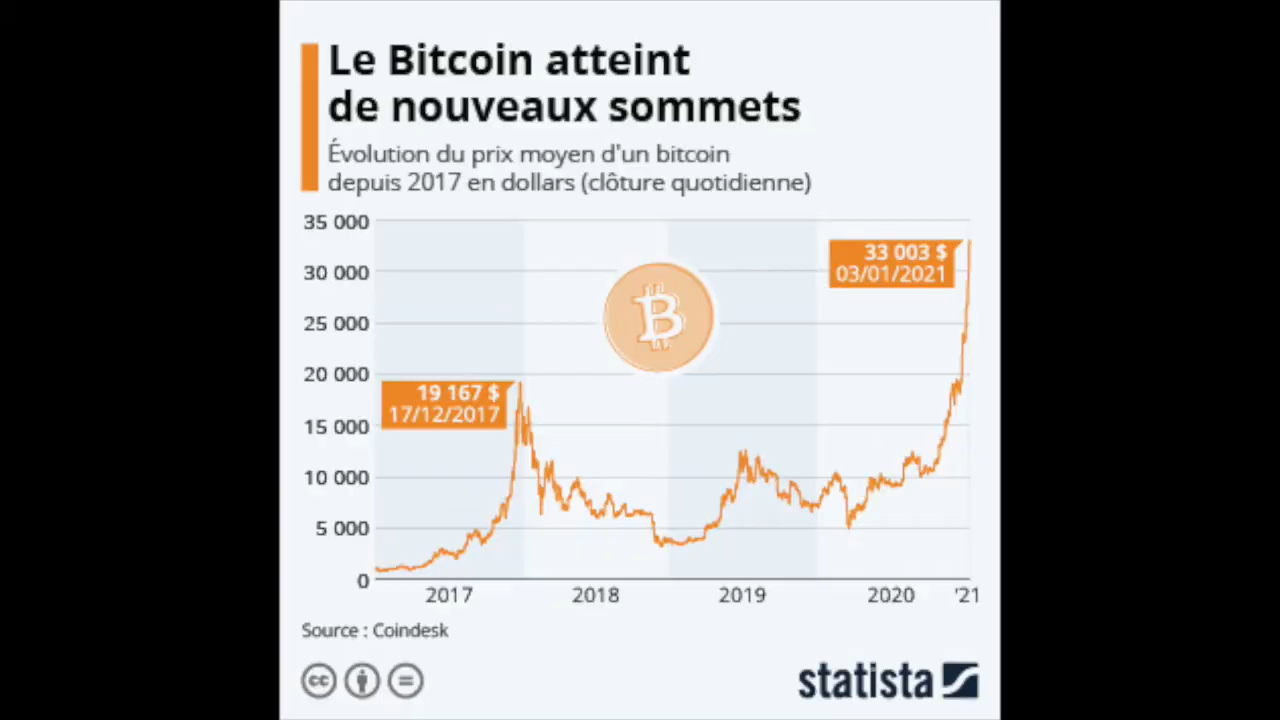 Le Bitcoin atteint
de nouveaux sommets
Évolution du prix moyen d'un bitcoin
depuis 2017 en dollars (clôture quotidienne)
35 000
30 000
25 000
20 000
15 000
10 000
5 000
0
33 003 $
03/01/2021
19 167 $
17/12/2017
2017 2018 2019 2020 '21
Source : Coindesk
cc
statista